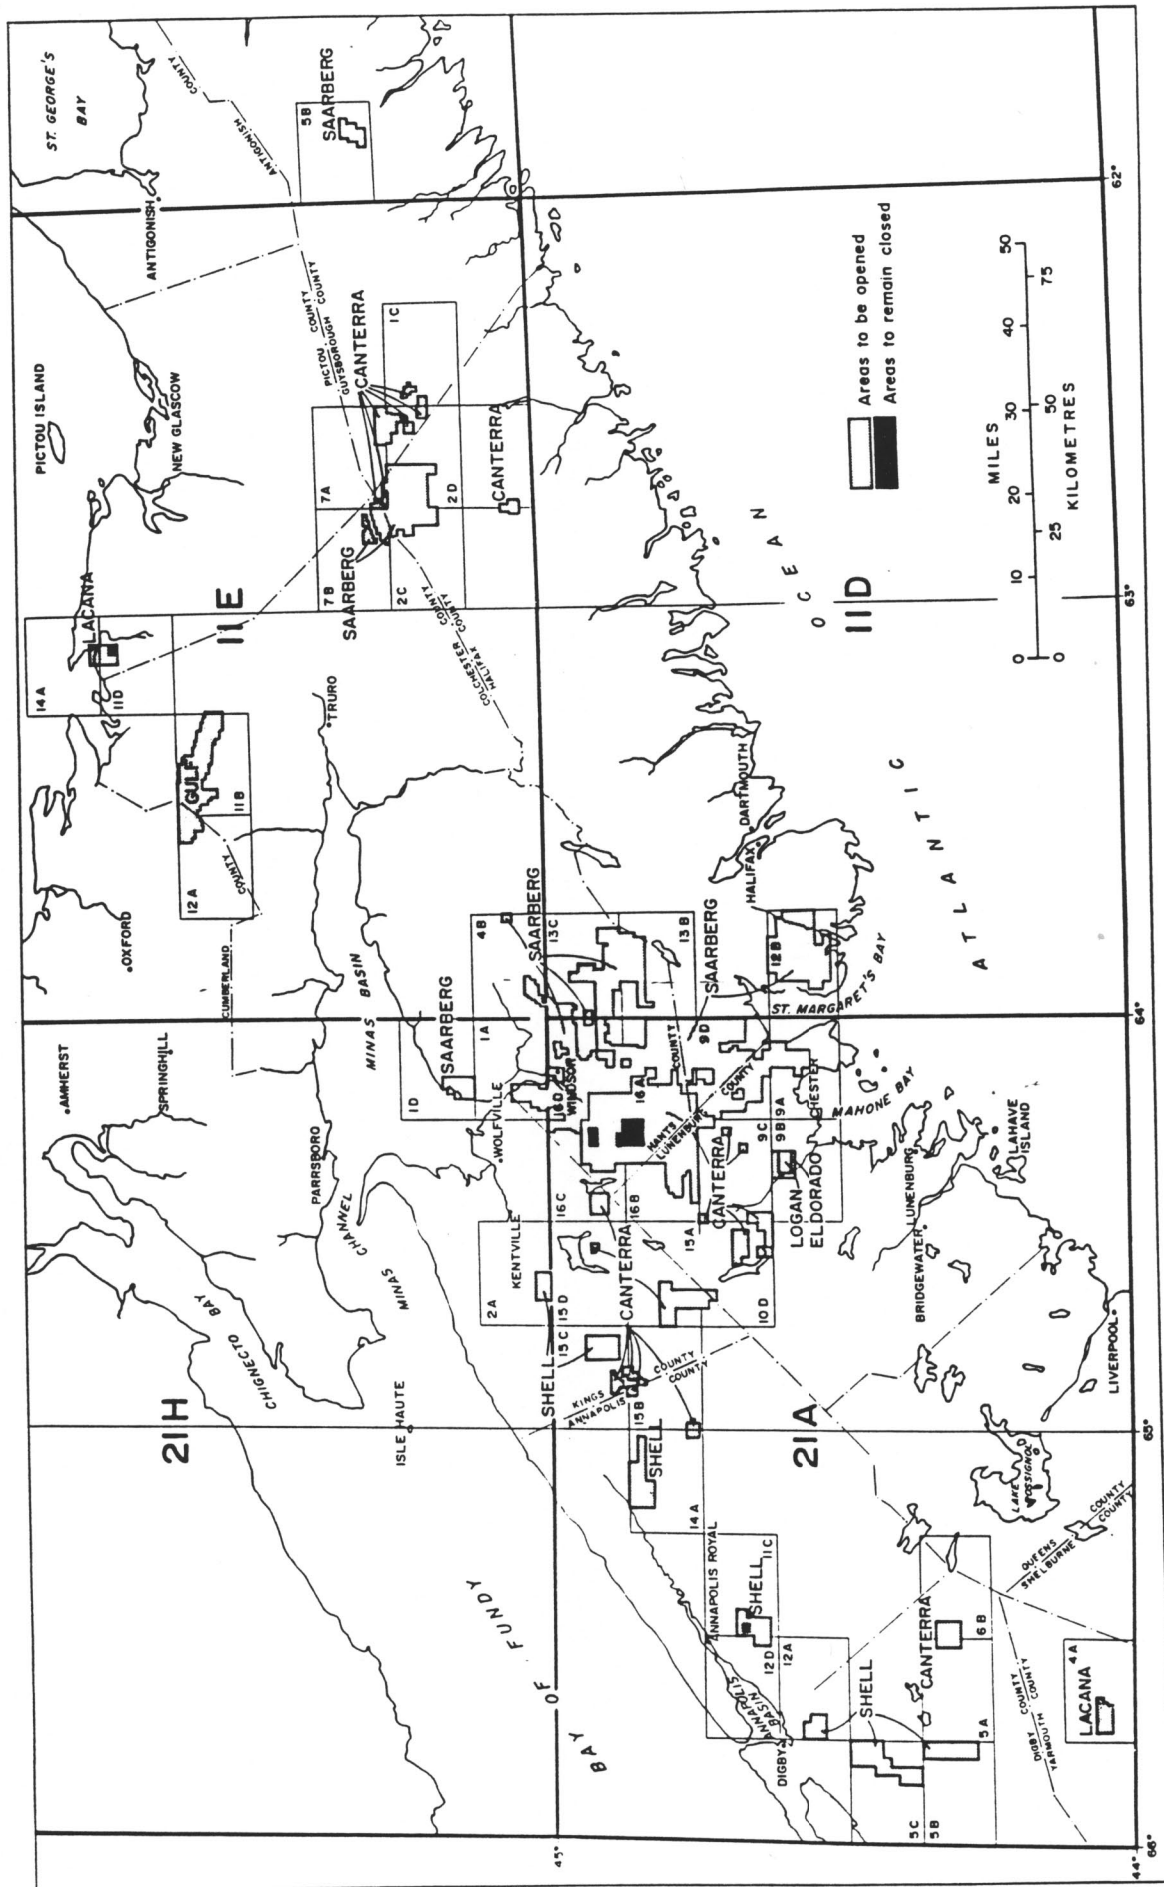 ST. GEORGE'S
BAY
COUNTY
ANTIGONISH
5B
SAARBERG
ANTIGONISH
PICTOU ISLAND
NEW GLASCOW
PICTOU COUNTY
GUYSBOROUGH COUNTY
CANTERRA
1C
7A
2D
CANTERRA
7B
2C
SAARBERG
LACANA
14A
11D
11E
COLCHESTER COUNTY
HALIFAX COUNTY
TRURO
GULF
11B
12A
COUNTY
CUMBERLAND
OXFORD
AMHERST
SPRINGHILL
PARRSBORO
MINAS BASIN
MINAS
CHANNEL
MINAS
CHIGNECTO BAY
ISLE HAUTE
21H
BAY
OF
FUNDY
62°
Areas to be opened
Areas to remain closed
0 10 20 30 40 50
MILES
0 25 50 75
KILOMETRES
11D
63°
ATLANTIC
OCEAN
DARTMOUTH
HALIFAX
4B
SAARBERG
13C
13B
SAARBERG
12B
ST. MARGARET'S BAY
64°
SAARBERG
1A
1D
9D
WOLFVILLE
16D
WINDSOR
16A
COUNTY
COUNTY
HANTS
LUNENBURG
9C
9B
9A
CHESTER
MAHONE BAY
CANTERRA
LOGAN
ELDORADO
LAHAVE
ISLAND
LUNENBURG
BRIDGEWATER
LIVERPOOL
16C
16B
15A
KENTVILLE
2A
15D
15C
CANTERRA
10D
SHELL
KINGS COUNTY
ANNAPOLIS COUNTY
15B
SHELL
14A
21A
65°
LAKE
ROSSIGNOL
QUEENS COUNTY
SHELBURNE COUNTY
ANNAPOLIS ROYAL
11C
SHELL
12D
12A
ANNAPOLIS
BASIN
DIGBY
SHELL
CANTERRA
6B
5A
5C
5B
DIGBY COUNTY
YARMOUTH COUNTY
4A
LACANA
45°
44°
66°